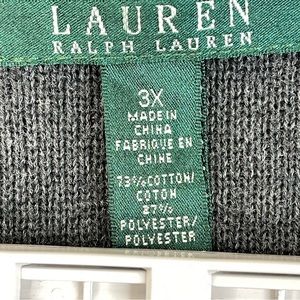 LAUREN
RALPH LAUREN
3X
MADE IN
CHINA
FABRIQUE EN
CHINE
73% COTTON/
COTON
27%
POLYESTER/
POLYESTER